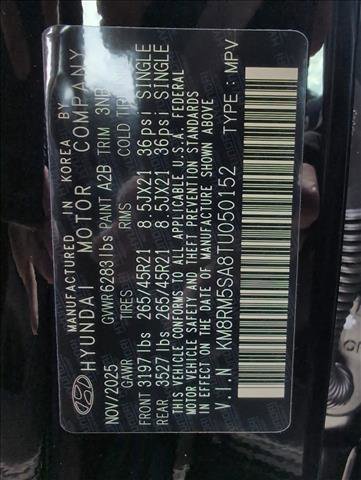 MANUFACTURED IN KOREA BY
HYUNDAI MOTOR COMPANY
NOV/2025 GVWR 6283 lbs PAINT A2B TRIM 3NB
GAWR TIRES RIMS COLD TIRE
FRONT 3197 lbs 265/45R21 8.5JX21 36psi SINGLE
REAR 3527 lbs 265/45R21 8.5JX21 36psi SINGLE
THIS VEHICLE CONFORMS TO ALL APPLICABLE U.S.A. FEDERAL
MOTOR VEHICLE SAFETY AND THEFT PREVENTION STANDARDS
IN EFFECT ON THE DATE OF MANUFACTURE SHOWN ABOVE
V.I.N : KM8RM5SA8TU050152 TYPE : MPV